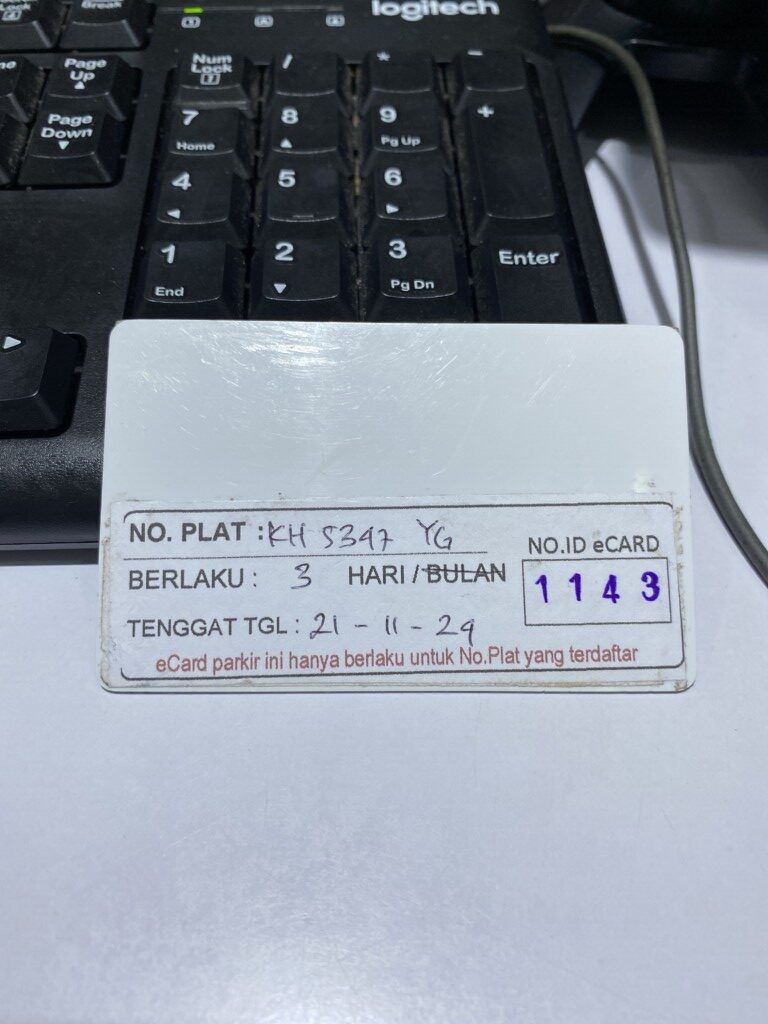 Lock
Break
logitech
Page Up
Num Lock
/
*
-
Page Down
7 Home
8
9 Pg Up
+
4
5
6
1 End
2
3 Pg Dn
Enter
NO. PLAT : KH 5347 YG
NO.ID eCARD
BERLAKU : 3 HARI / BULAN
1143
TENGGAT TGL : 21 - 11 - 24
eCard parkir ini hanya berlaku untuk No.Plat yang terdaftar